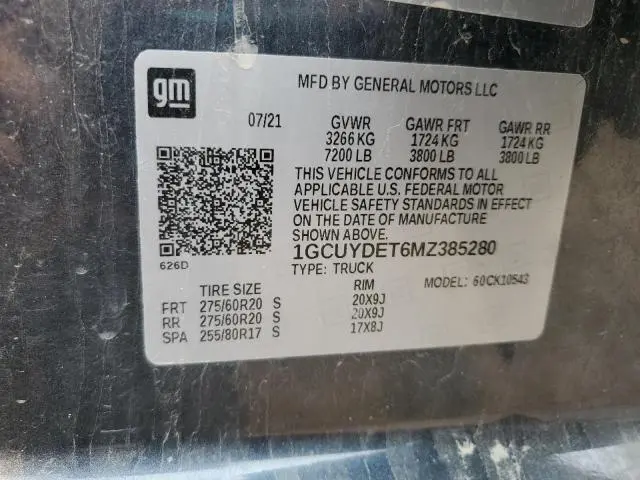 gm
MFD BY GENERAL MOTORS LLC
07/21 GVWR GAWR FRT GAWR RR
3266 KG 1724 KG 1724 KG
7200 LB 3800 LB 3800 LB
THIS VEHICLE CONFORMS TO ALL
APPLICABLE U.S. FEDERAL MOTOR
VEHICLE SAFETY STANDARDS IN EFFECT
ON THE DATE OF MANUFACTURE
SHOWN ABOVE.
626D
1GCUYDET6MZ385280
TYPE: TRUCK MODEL: 60CK10543
TIRE SIZE RIM
FRT 275/60R20 S 20X9J
RR 275/60R20 S 20X9J
SPA 255/80R17 S 17X8J